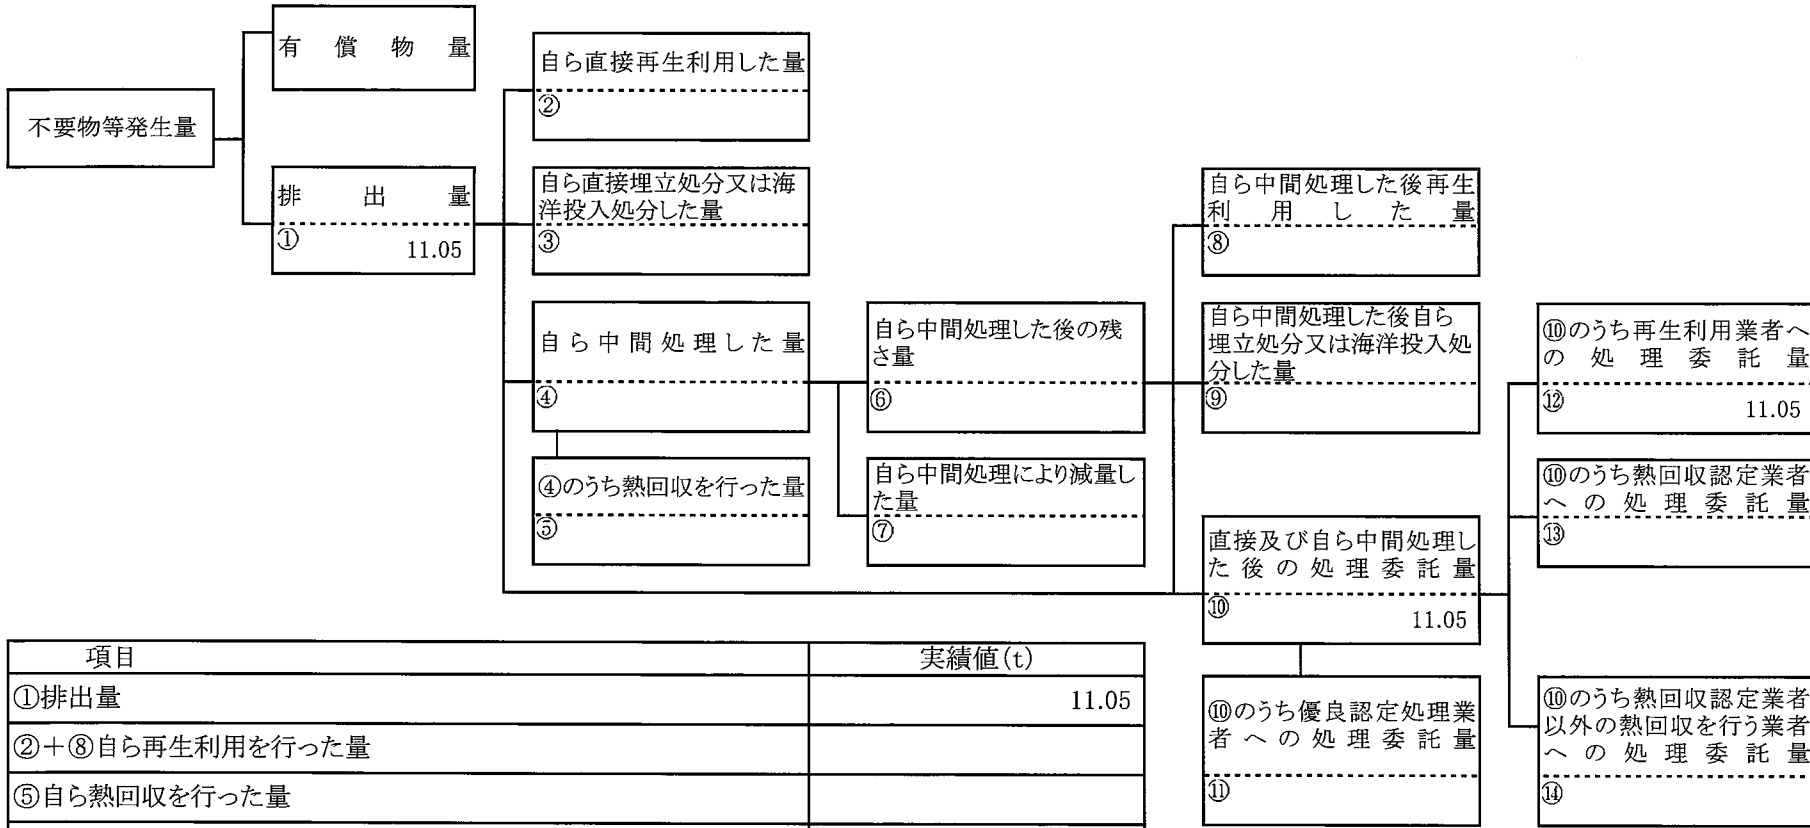 有償物量
不要物等発生量
排出量
①
11.05
自ら直接再生利用した量
②
自ら直接埋立処分又は海
洋投入処分した量
③
自ら中間処理した量
④
④のうち熱回収を行った量
⑤
自ら中間処理した後の残
さ量
⑥
自ら中間処理により減量し
た量
⑦
自ら中間処理した後再生
利用した量
⑧
自ら中間処理した後自ら
埋立処分又は海洋投入処
分した量
⑨
直接及び自ら中間処理し
た後の処理委託量
⑩
11.05
⑩のうち優良認定処理業
者への処理委託量
⑪
⑩のうち再生利用業者へ
の処理委託量
⑫
11.05
⑩のうち熱回収認定業者
への処理委託量
⑬
⑩のうち熱回収認定業者
以外の熱回収を行う業者
への処理委託量
⑭
項目 実績値(t)
①排出量 11.05
②+⑧自ら再生利用を行った量
⑤自ら熱回収を行った量